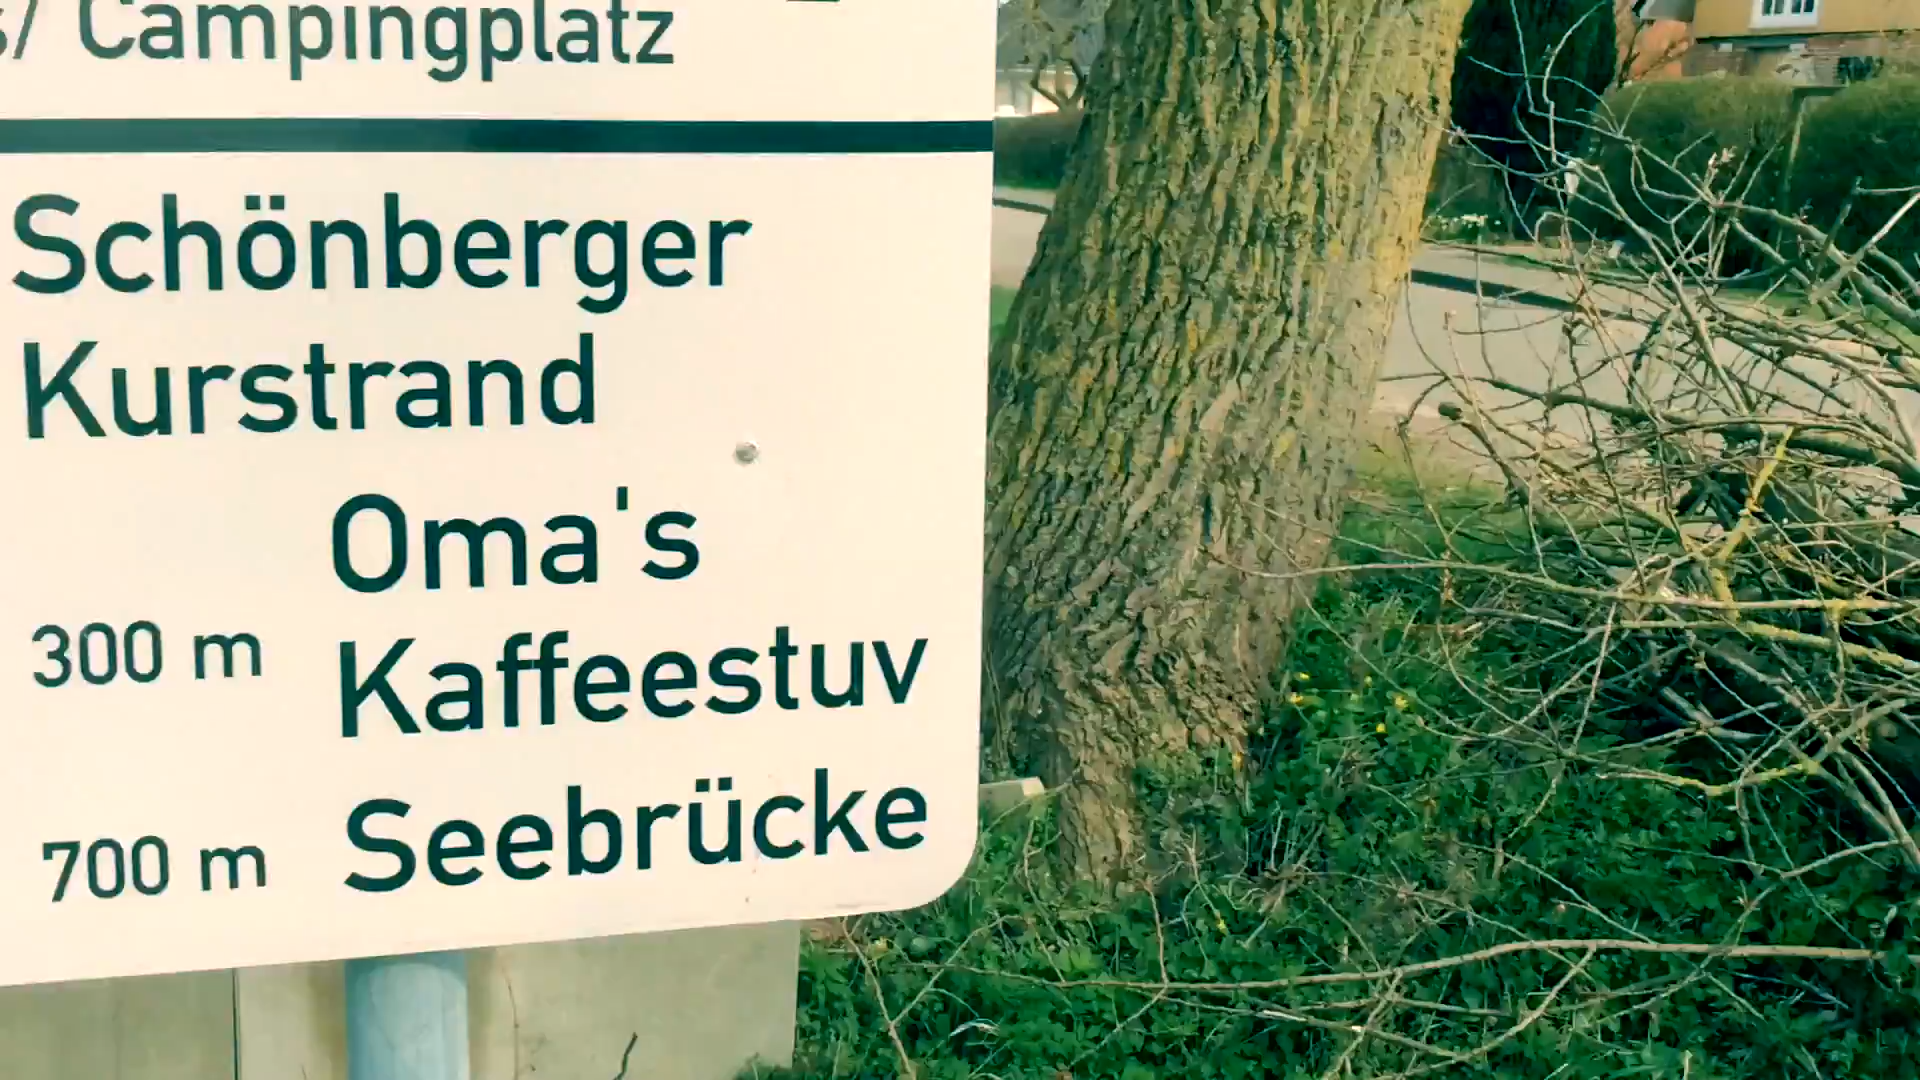 Campingplatz
Schönberger
Kurstrand
Oma's
300 m Kaffeestuv
700 m Seebrücke